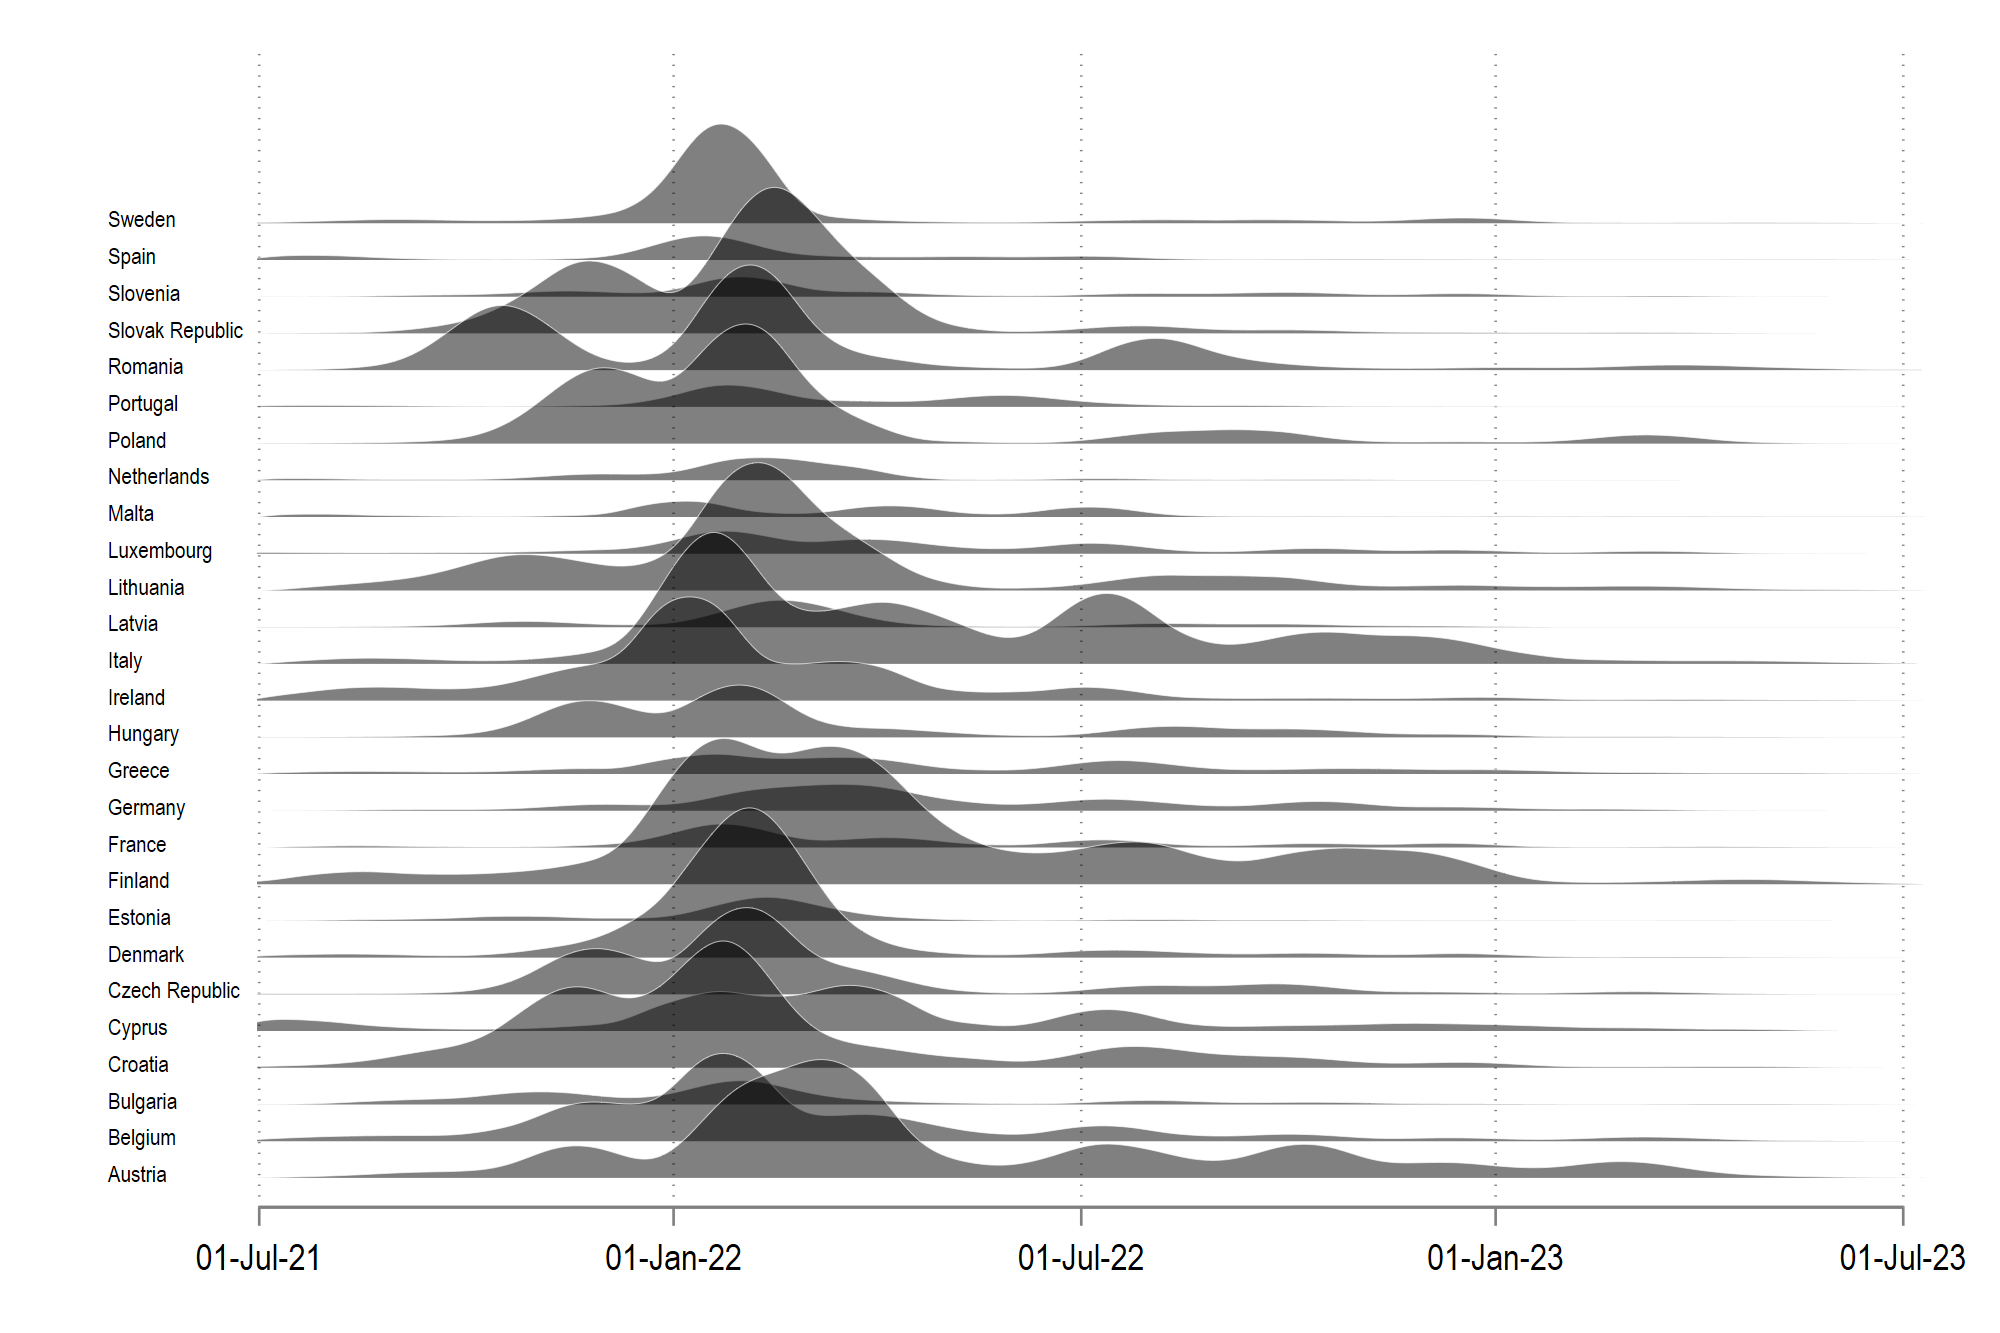 Sweden
Spain
Slovenia
Slovak Republic
Romania
Portugal
Poland
Netherlands
Malta
Luxembourg
Lithuania
Latvia
Italy
Ireland
Hungary
Greece
Germany
France
Finland
Estonia
Denmark
Czech Republic
Cyprus
Croatia
Bulgaria
Belgium
Austria
01-Jul-21 01-Jan-22 01-Jul-22 01-Jan-23 01-Jul-23